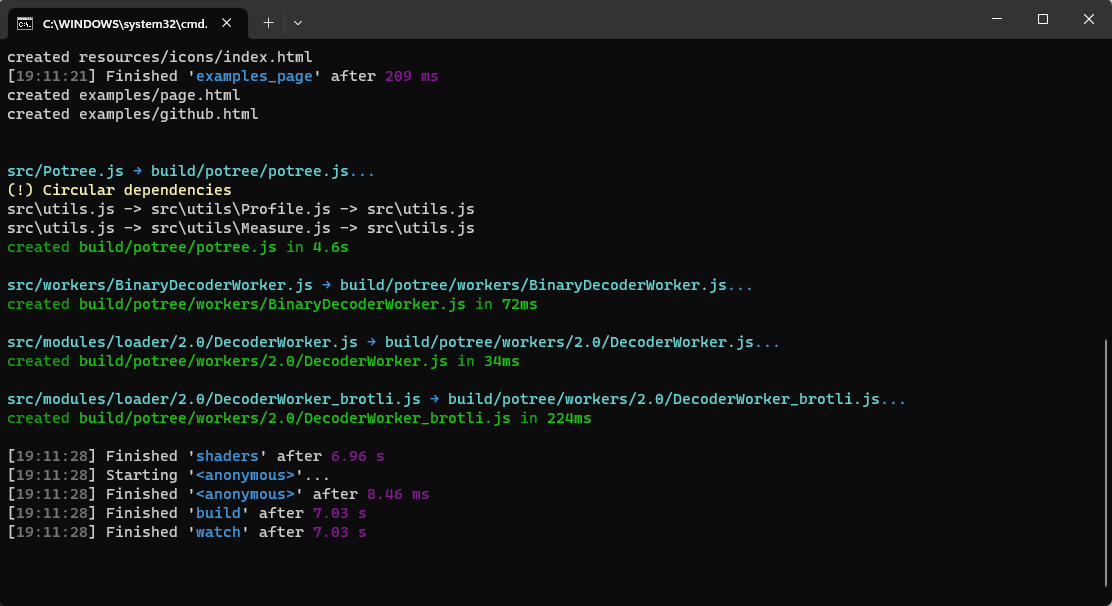 C:\WINDOWS\system32\cmd.
created resources/icons/index.html
[19:11:21] Finished 'examples_page' after 209 ms
created examples/page.html
created examples/github.html
src/Potree.js → build/potree/potree.js...
(!) Circular dependencies
src\utils.js -> src\utils\Profile.js -> src\utils.js
src\utils.js -> src\utils\Measure.js -> src\utils.js
created build/potree/potree.js in 4.6s
src/workers/BinaryDecoderWorker.js → build/potree/workers/BinaryDecoderWorker.js...
created build/potree/workers/BinaryDecoderWorker.js in 72ms
src/modules/loader/2.0/DecoderWorker.js → build/potree/workers/2.0/DecoderWorker.js...
created build/potree/workers/2.0/DecoderWorker.js in 34ms
src/modules/loader/2.0/DecoderWorker_brotli.js → build/potree/workers/2.0/DecoderWorker_brotli.js...
created build/potree/workers/2.0/DecoderWorker_brotli.js in 224ms
[19:11:28] Finished 'shaders' after 6.96 s
[19:11:28] Starting '<anonymous>'...
[19:11:28] Finished '<anonymous>' after 8.46 ms
[19:11:28] Finished 'build' after 7.03 s
[19:11:28] Finished 'watch' after 7.03 s